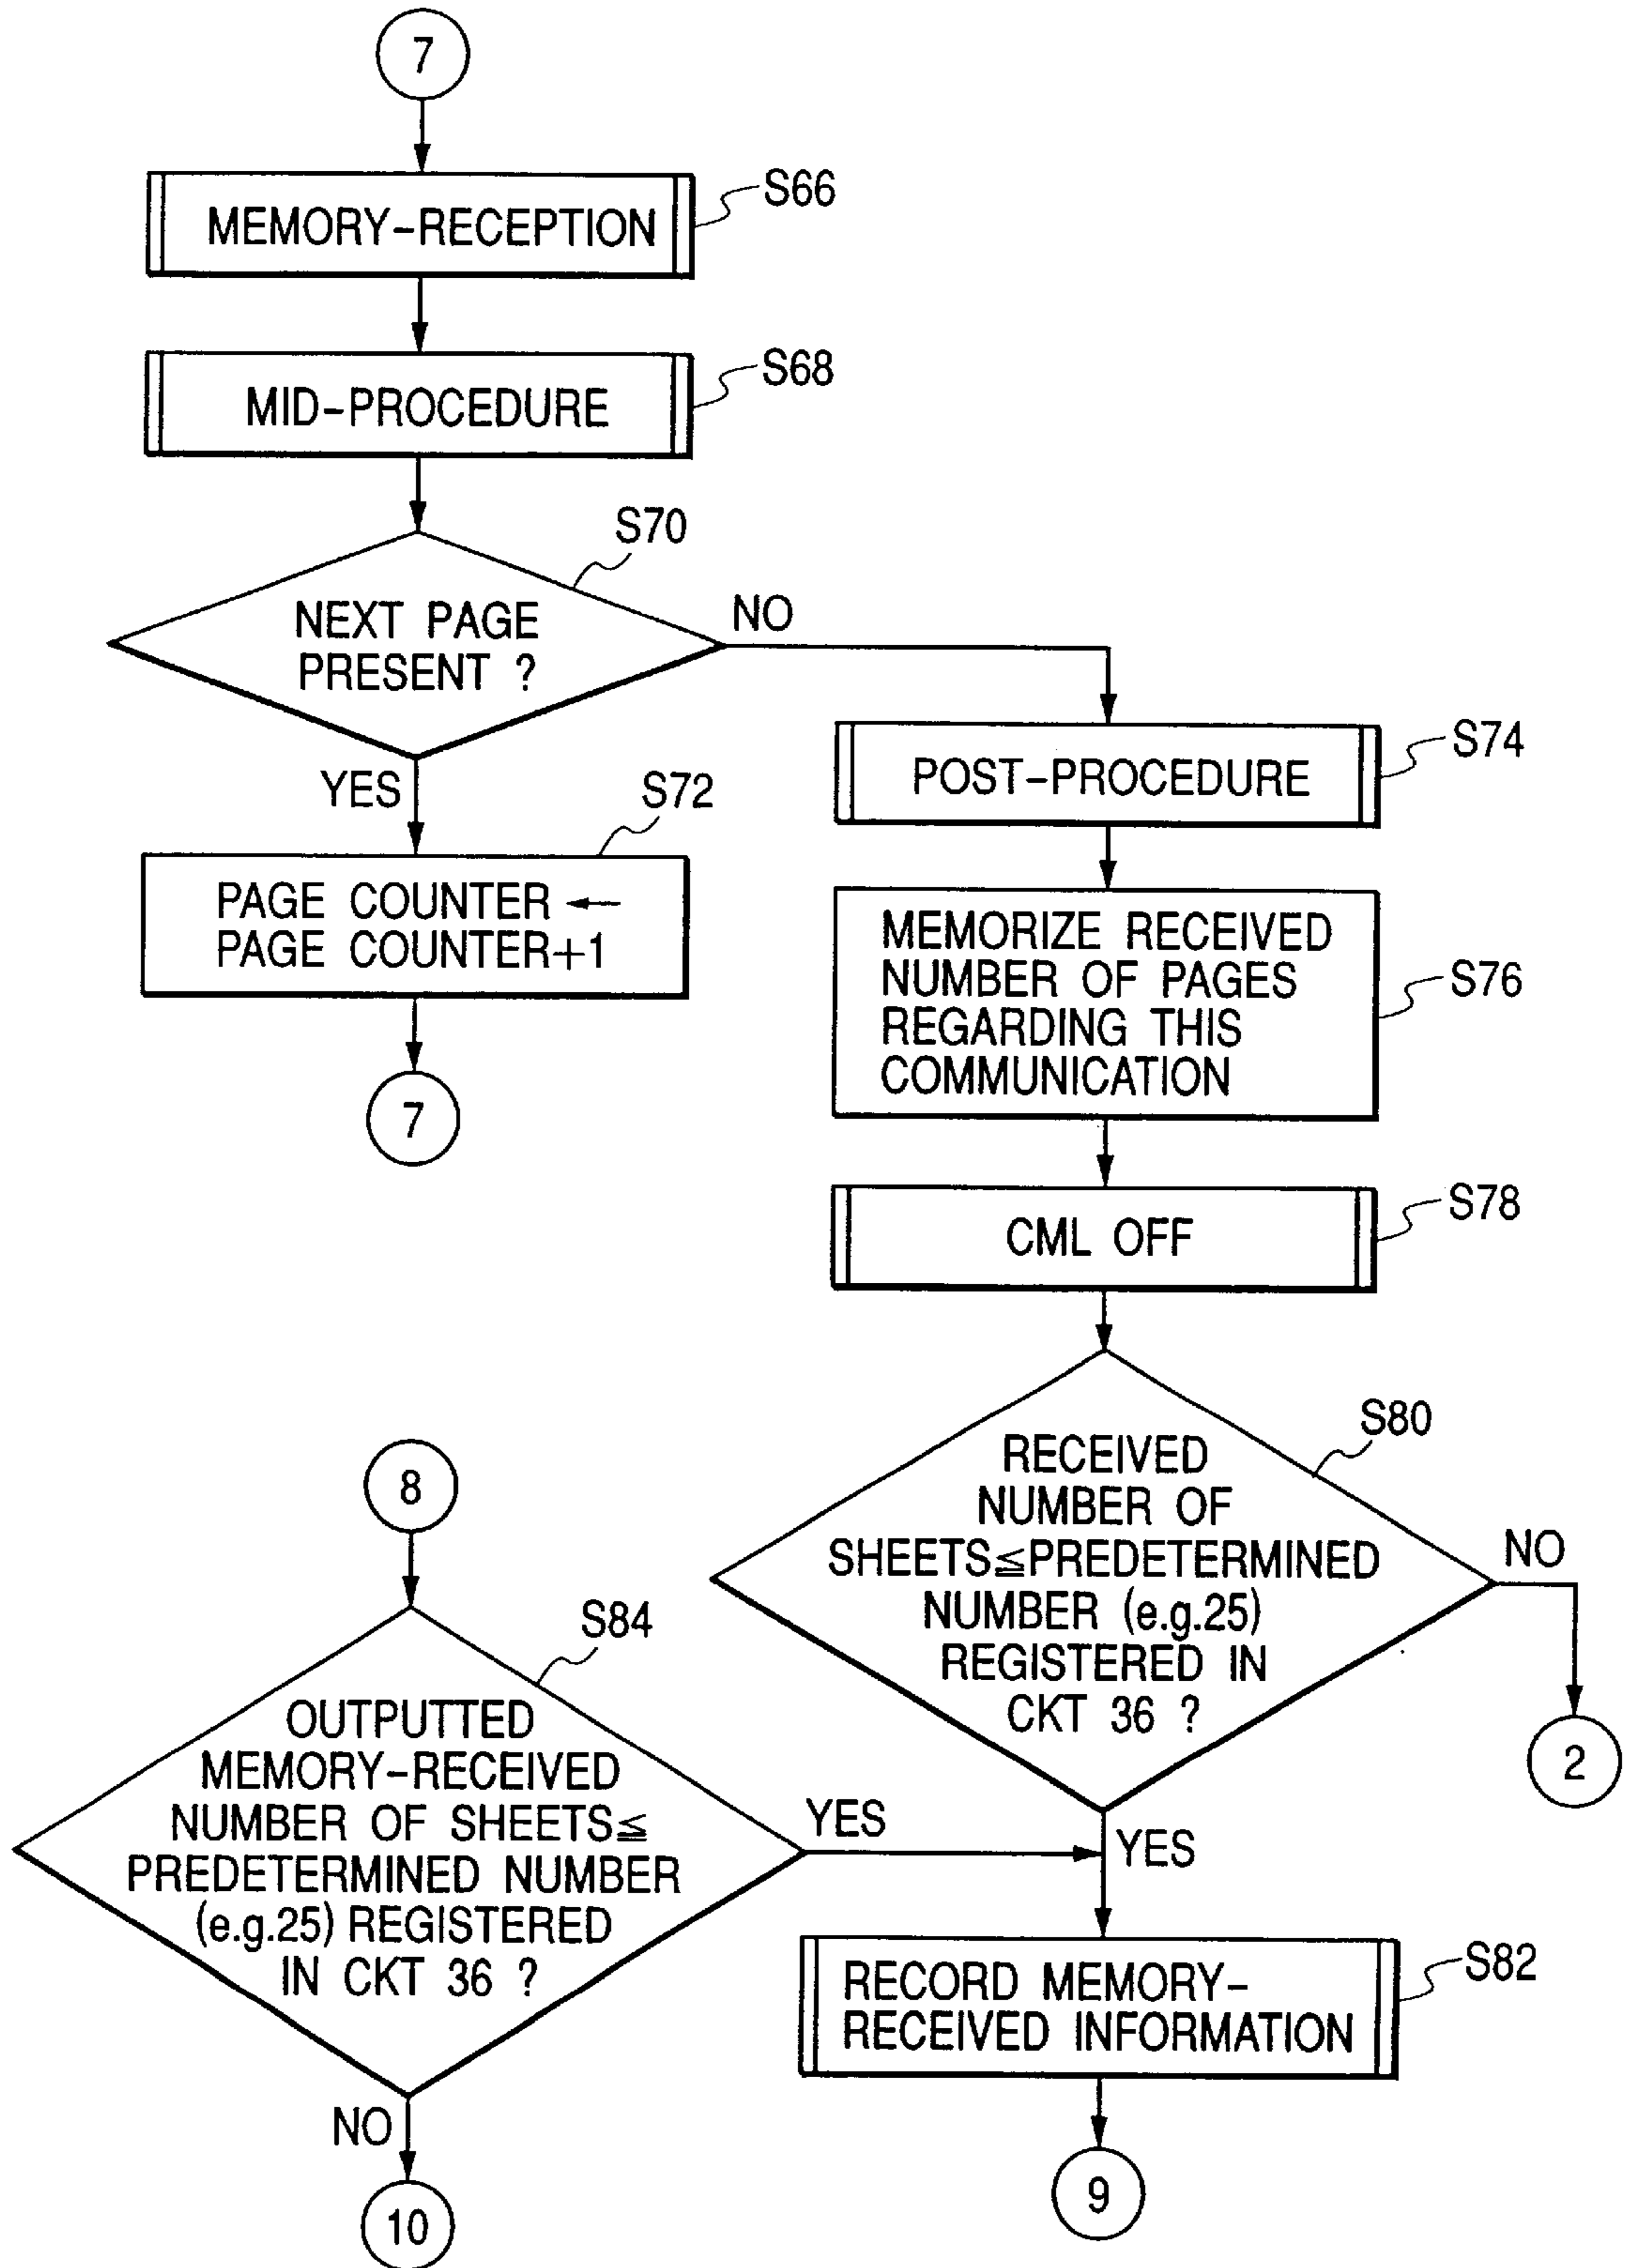 7
MEMORY-RECEPTION
S66
MID-PROCEDURE
S68
S70
NEXT PAGE
PRESENT ?
NO
YES
S72
PAGE COUNTER ←
PAGE COUNTER+1
7
POST-PROCEDURE
S74
MEMORIZE RECEIVED
NUMBER OF PAGES
REGARDING THIS
COMMUNICATION
S76
CML OFF
S78
S80
RECEIVED
NUMBER OF
SHEETS≦PREDETERMINED
NUMBER (e.g.25)
REGISTERED IN
CKT 36 ?
NO
2
YES
8
S84
OUTPUTTED
MEMORY-RECEIVED
NUMBER OF SHEETS≦
PREDETERMINED NUMBER
(e.g.25) REGISTERED
IN CKT 36 ?
YES
NO
10
RECORD MEMORY-
RECEIVED INFORMATION
S82
9